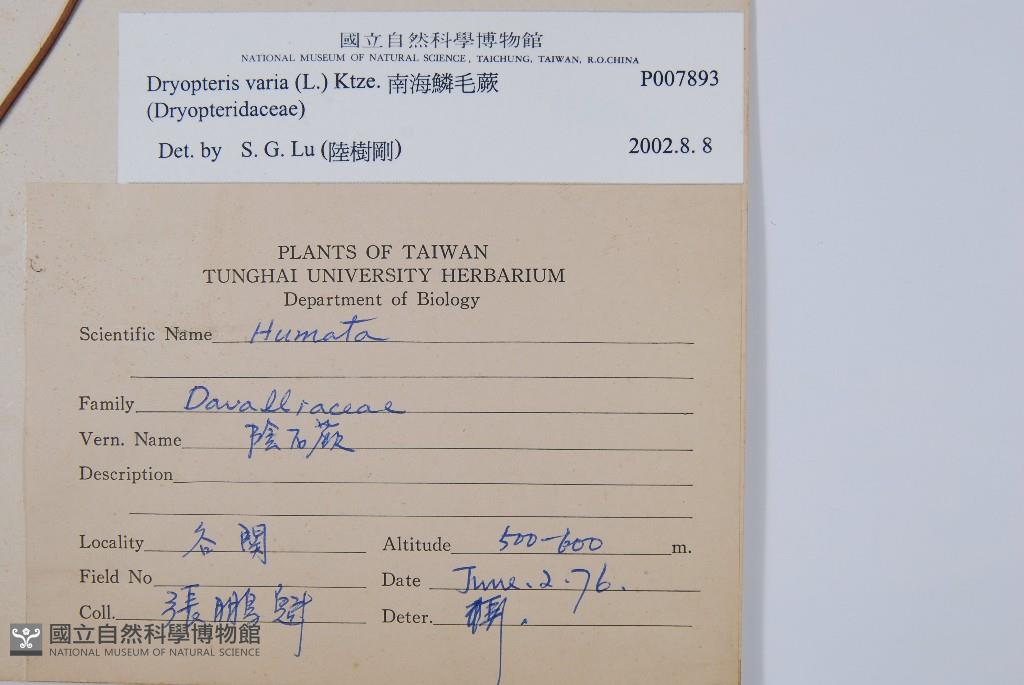 國立自然科學博物館
NATIONAL MUSEUM OF NATURAL SCIENCE, TAICHUNG, TAIWAN, R.O.CHINA
Dryopteris varia (L.) Ktze. 南海鱗毛蕨 P007893
(Dryopteridaceae)
Det. by S. G. Lu (陸樹剛) 2002.8. 8
PLANTS OF TAIWAN
TUNGHAI UNIVERSITY HERBARIUM
Department of Biology
Scientific Name Humata
Family Davalliaceae
Vern. Name 陰石蕨
Description
Locality 谷関 Altitude 500-600 m.
Field No Date June. 2. 76.
Coll. 張鵬魁 Deter.
國立自然科學博物館
NATIONAL MUSEUM OF NATURAL SCIENCE